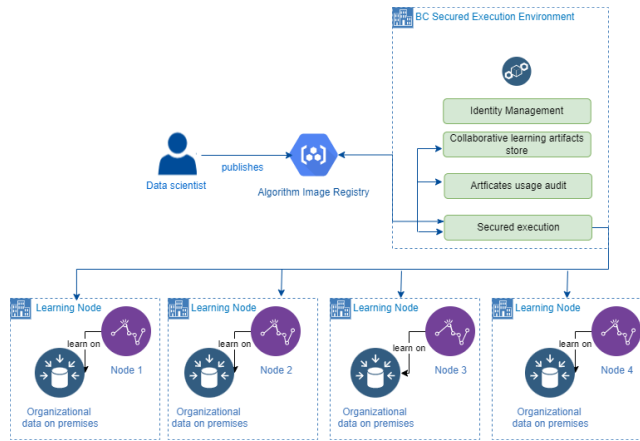 BC Secured Execution Environment
Identity Management
Collaborative learning artifacts
store
Artficates usage audit
Secured execution
publishes
Data scientist
Algorithm Image Registry
Learning Node
learn on
Node 1
Organizational
data on premises
Learning Node
learn on
Node 2
Organizational
data on premises
Learning Node
learn on
Node 3
Organizational
data on premises
Learning Node
learn on
Node 4
Organizational
data on premises